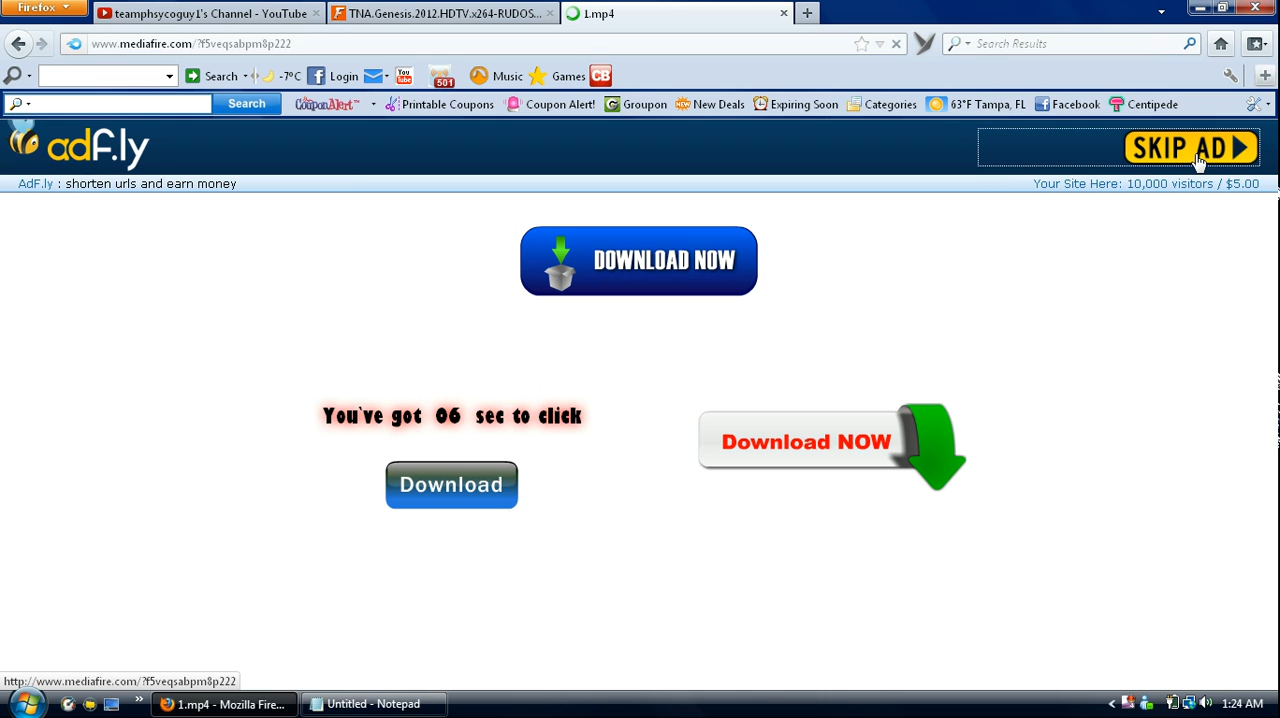 Firefox
teamphsycoguy1's Channel - YouTube
TNA.Genesis.2012.HDTV.x264-RUDOS...
1.mp4
www.mediafire.com/?f5veqsabpm8p222
Search Results
Search
-7°C
Login
You Tube
501
Music
Games
CB
Search
CouponAlert™
Printable Coupons
Coupon Alert!
Groupon
New Deals
Expiring Soon
Categories
63°F Tampa, FL
Facebook
Centipede
adf.ly
SKIP AD
AdF.ly : shorten urls and earn money
Your Site Here: 10,000 visitors / $5.00
DOWNLOAD NOW
You've got 06 sec to click
Download NOW
Download
http://www.mediafire.com/?f5veqsabpm8p222
1.mp4 - Mozilla Fire...
Untitled - Notepad
1:24 AM